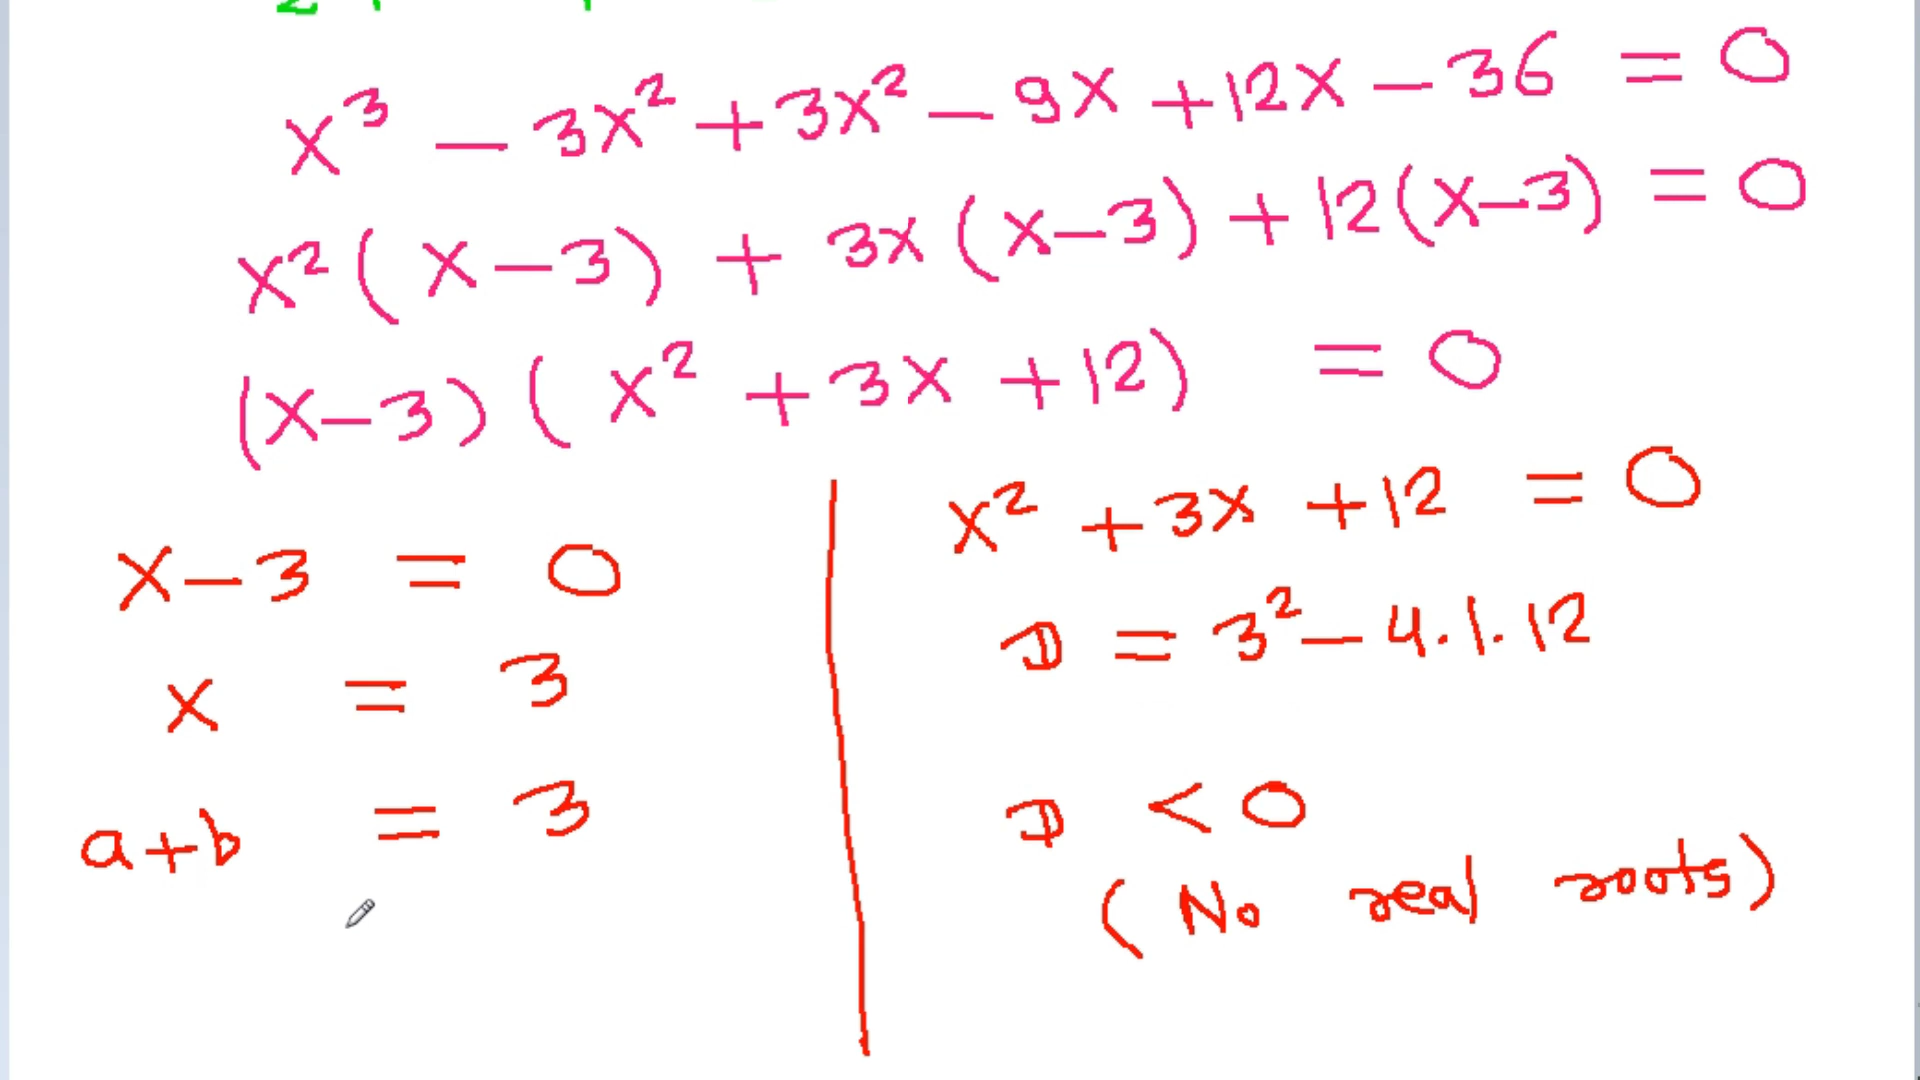 x³ − 3x² + 3x² − 9x + 12x − 36 = 0
x² (x−3) + 3x (x−3) + 12 (x−3) = 0
(x−3) (x² + 3x + 12) = 0
x−3 = 0
x = 3
a+b = 3
x² + 3x + 12 = 0
D = 3² − 4.1.12
D < 0
(No real roots)